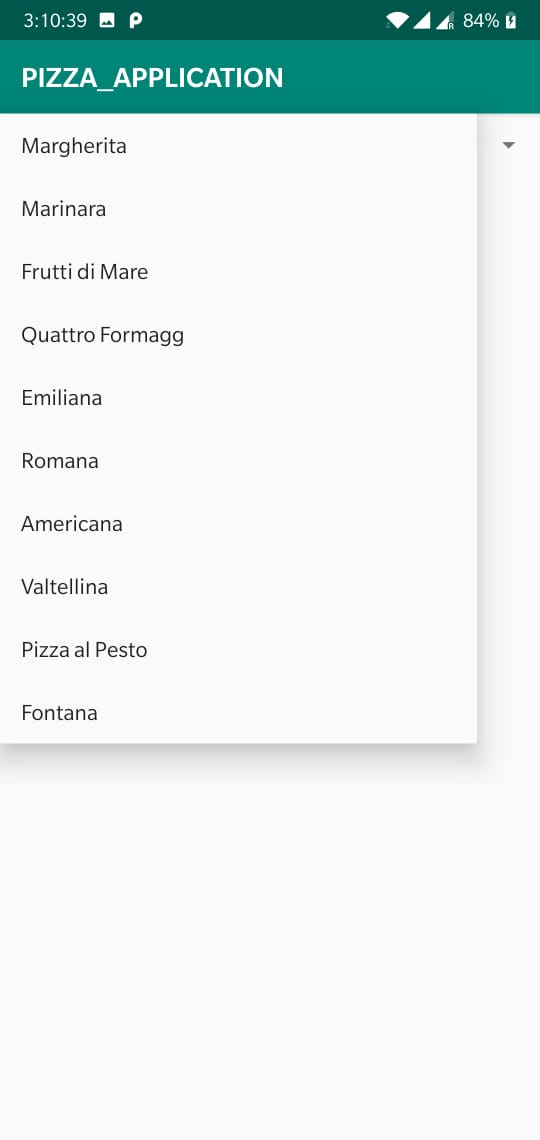 3:10:39 84%
PIZZA_APPLICATION
Margherita
Marinara
Frutti di Mare
Quattro Formagg
Emiliana
Romana
Americana
Valtellina
Pizza al Pesto
Fontana